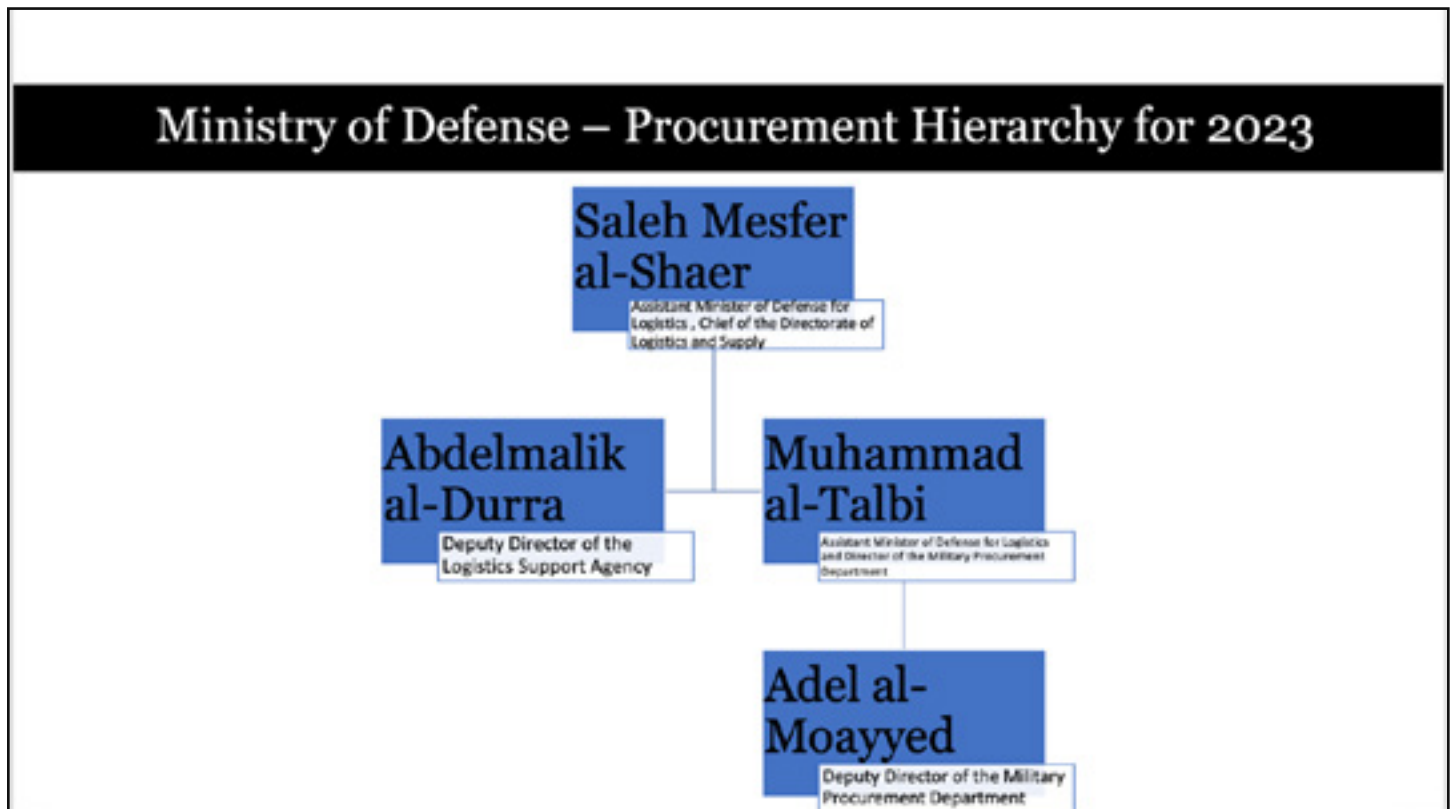 Ministry of Defense – Procurement Hierarchy for 2023
Saleh Mesfer
al-Shaer
Assistant Minister of Defense for
Logistics , Chief of the Directorate of
Logistics and Supply
Abdelmalik
al-Durra
Deputy Director of the
Logistics Support Agency
Muhammad
al-Talbi
Assistant Minister of Defense for Logistics
and Director of the Military Procurement
Department
Adel al-
Moayyed
Deputy Director of the Military
Procurement Department